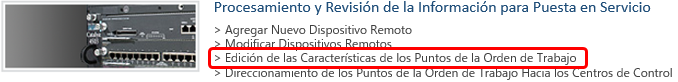 Procesamiento y Revisión de la Información para Puesta en Servicio
> Agregar Nuevo Dispositivo Remoto
> Modificar Dispositivos Remotos
> Edición de las Características de los Puntos de la Orden de Trabajo
> Direccionamiento de los Puntos de la Orden de Trabajo Hacia los Centros de Control